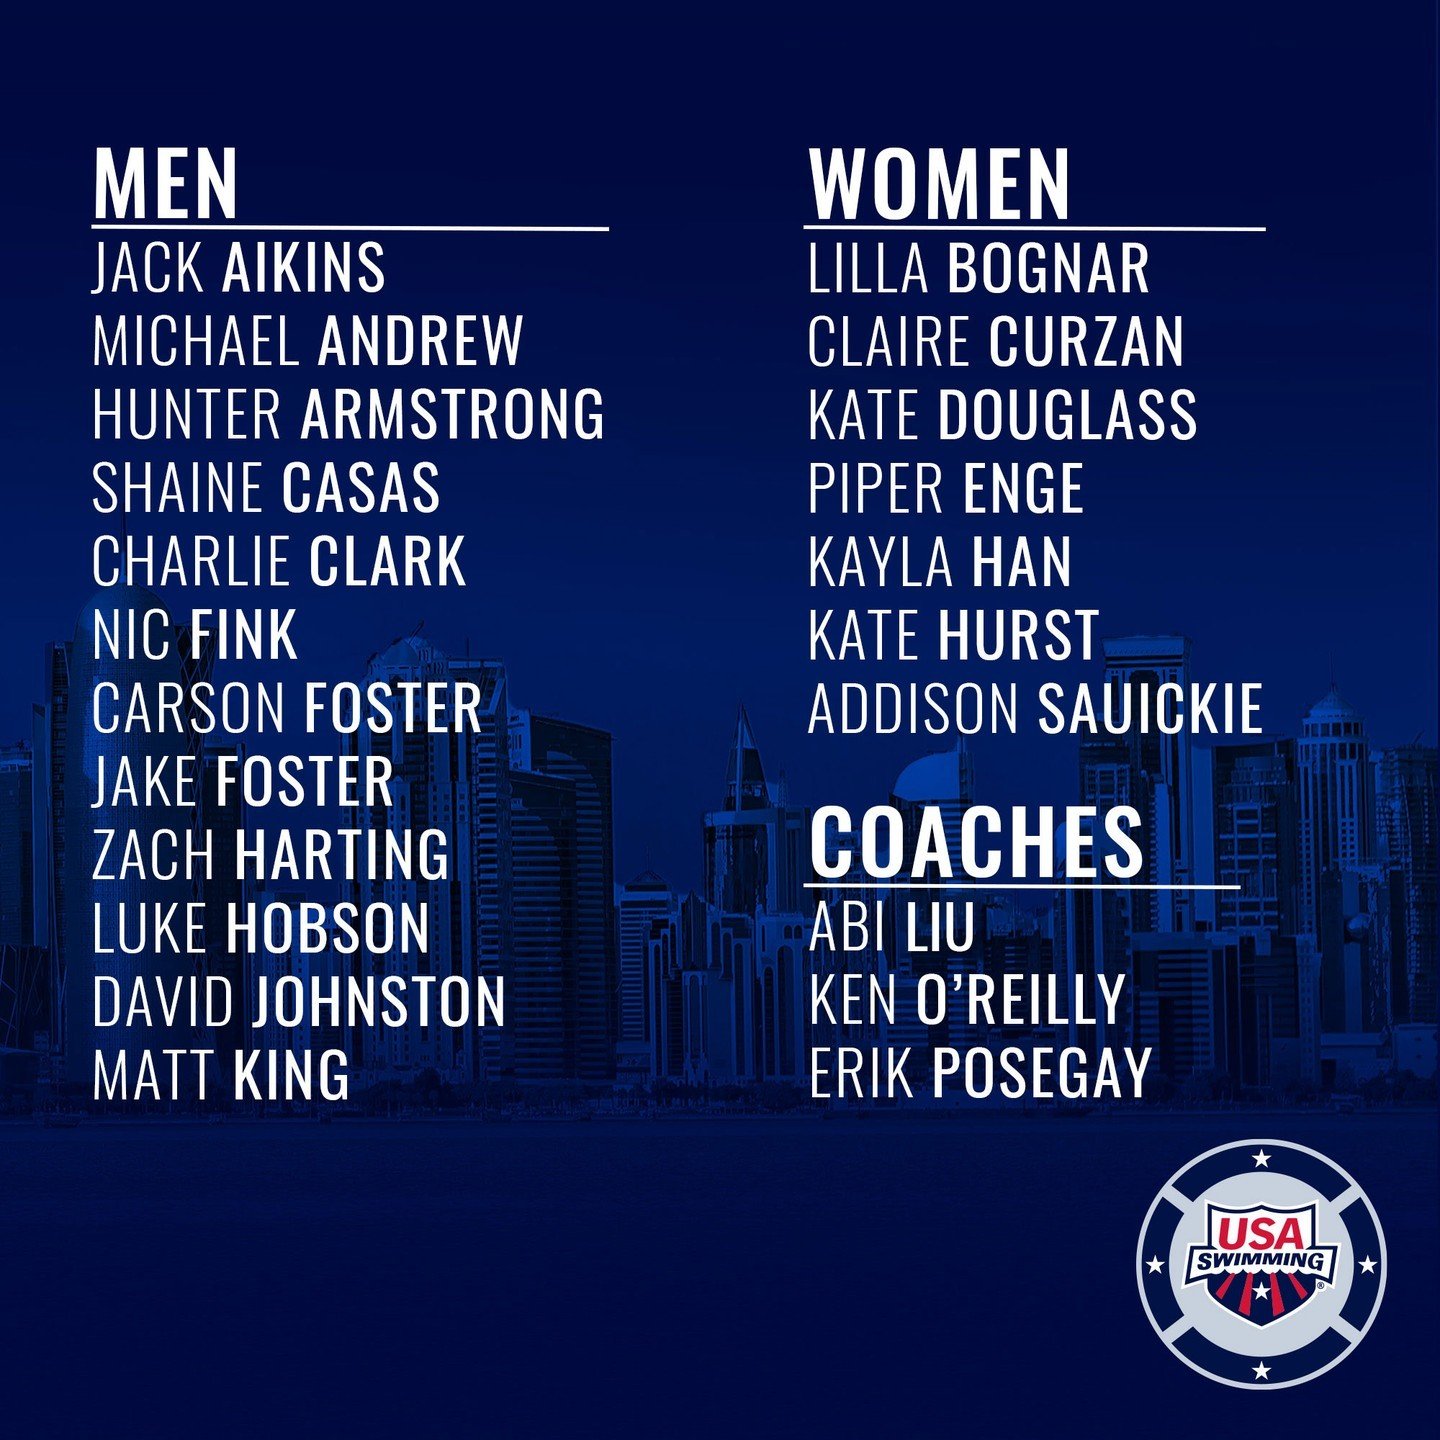 MEN
JACK AIKINS
MICHAEL ANDREW
HUNTER ARMSTRONG
SHAINE CASAS
CHARLIE CLARK
NIC FINK
CARSON FOSTER
JAKE FOSTER
ZACH HARTING
LUKE HOBSON
DAVID JOHNSTON
MATT KING
WOMEN
LILLA BOGNAR
CLAIRE CURZAN
KATE DOUGLASS
PIPER ENGE
KAYLA HAN
KATE HURST
ADDISON SAUICKIE
COACHES
ABI LIU
KEN O'REILLY
ERIK POSEGAY
USA
SWIMMING
®